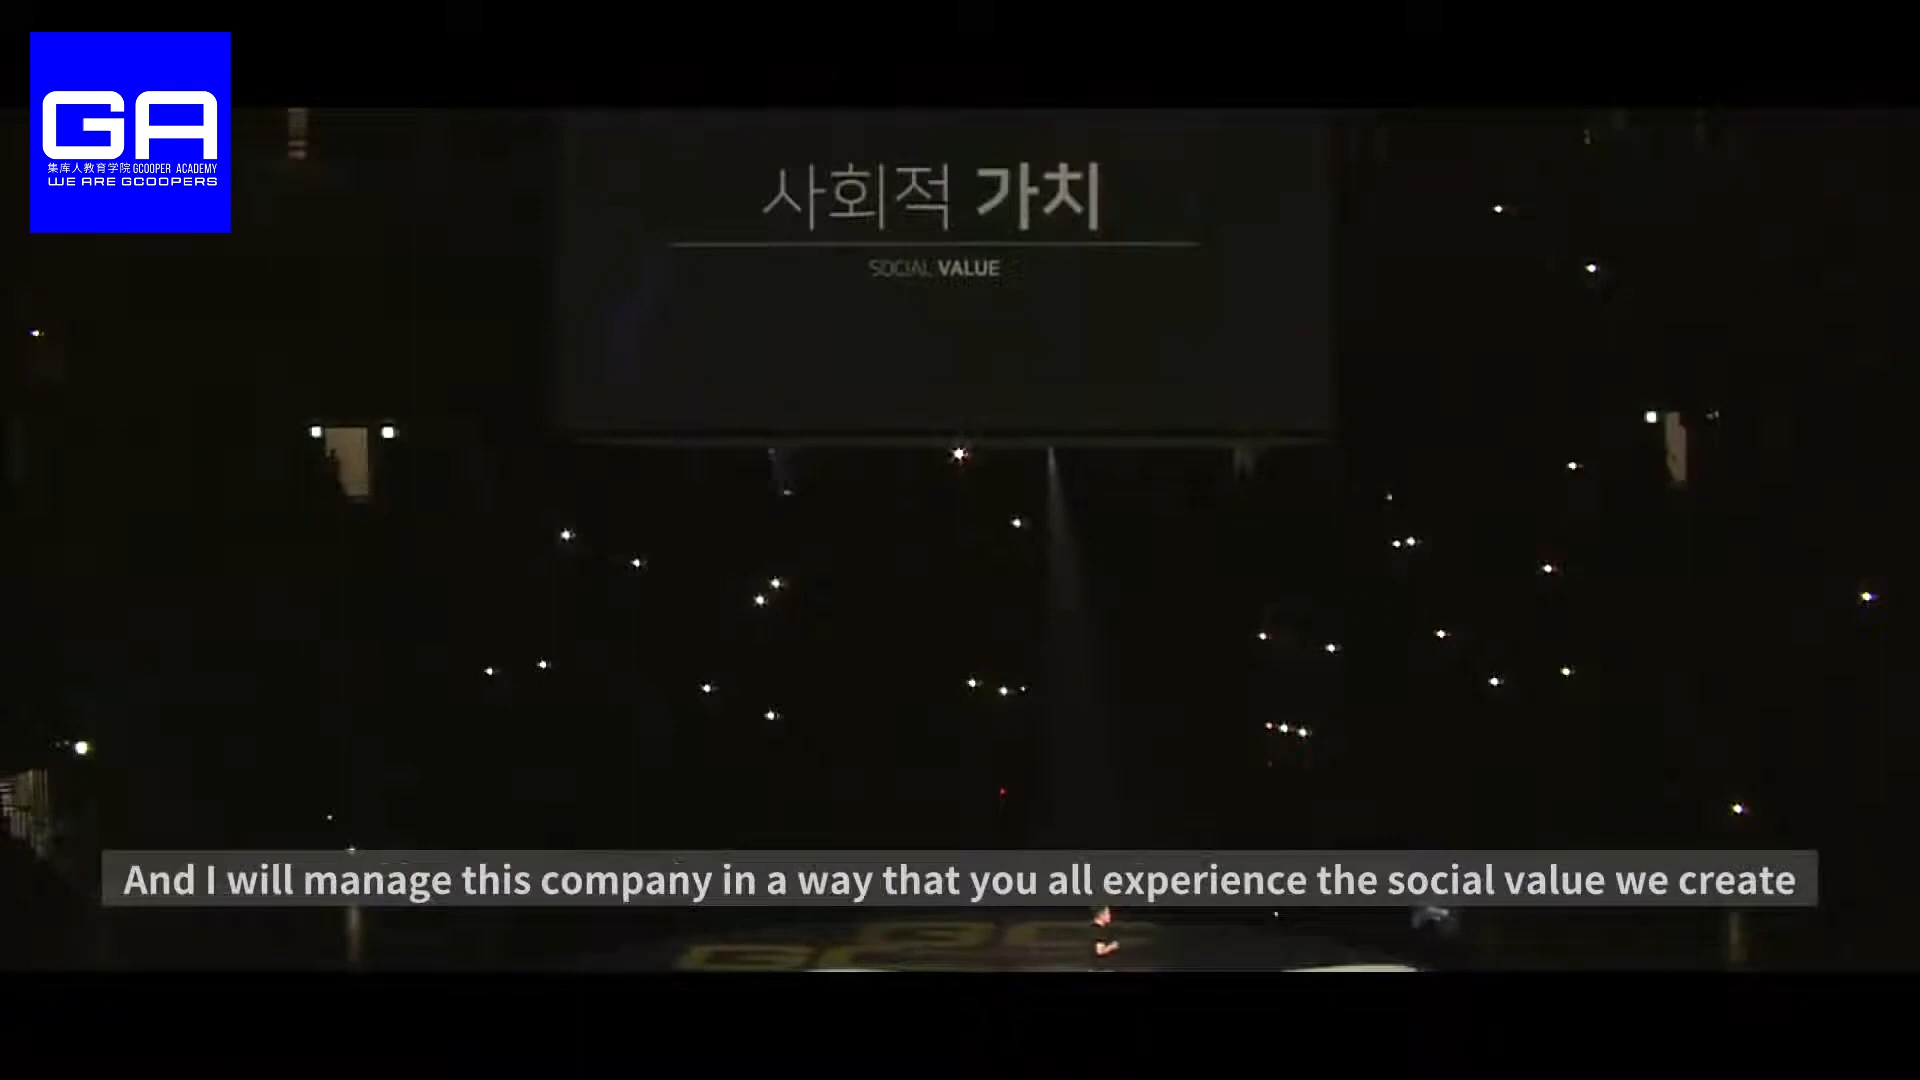 GA
集库人教育学院 GCOOPER ACADEMY
WE ARE GCOOPERS
사회적 가치
SOCIAL VALUE
And I will manage this company in a way that you all experience the social value we create